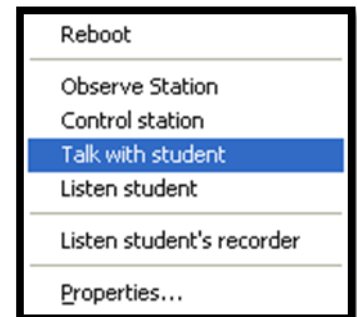 Reboot
Observe Station
Control station
Talk with student
Listen student
Listen student's recorder
Properties...